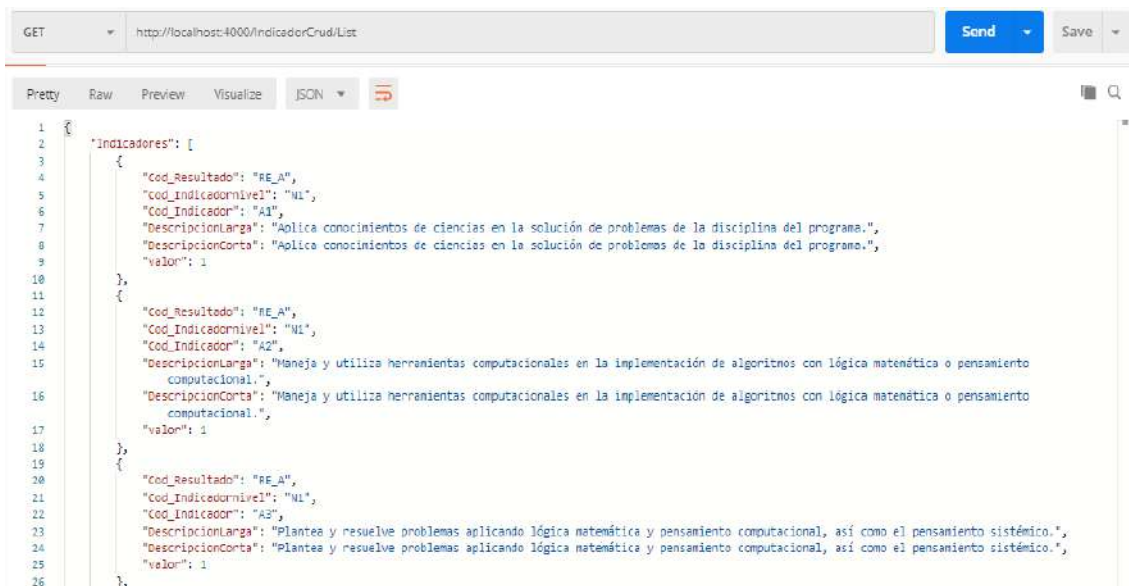 GET http://localhost:4000/IndicadorCrud/List Send Save
Pretty Raw Preview Visualize JSON
1 {
2 "Indicadores": [
3 {
4 "Cod_Resultado": "RE_A",
5 "Cod_Indicadornivel": "N1",
6 "Cod_Indicador": "A1",
7 "DescripcionLarga": "Aplica conocimientos de ciencias en la solución de problemas de la disciplina del programa.",
8 "DescripcionCorta": "Aplica conocimientos de ciencias en la solución de problemas de la disciplina del programa.",
9 "valor": 1
10 },
11 {
12 "Cod_Resultado": "RE_A",
13 "Cod_Indicadornivel": "N1",
14 "Cod_Indicador": "A2",
15 "DescripcionLarga": "Maneja y utiliza herramientas computacionales en la implementación de algoritmos con lógica matemática o pensamiento
computacional.",
16 "DescripcionCorta": "Maneja y utiliza herramientas computacionales en la implementación de algoritmos con lógica matemática o pensamiento
computacional.",
17 "valor": 1
18 },
19 {
20 "Cod_Resultado": "RE_A",
21 "Cod_Indicadornivel": "N1",
22 "Cod_Indicador": "A3",
23 "DescripcionLarga": "Plantea y resuelve problemas aplicando lógica matemática y pensamiento computacional, así como el pensamiento sistémico.",
24 "DescripcionCorta": "Plantea y resuelve problemas aplicando lógica matemática y pensamiento computacional, así como el pensamiento sistémico.",
25 "valor": 1
26 },